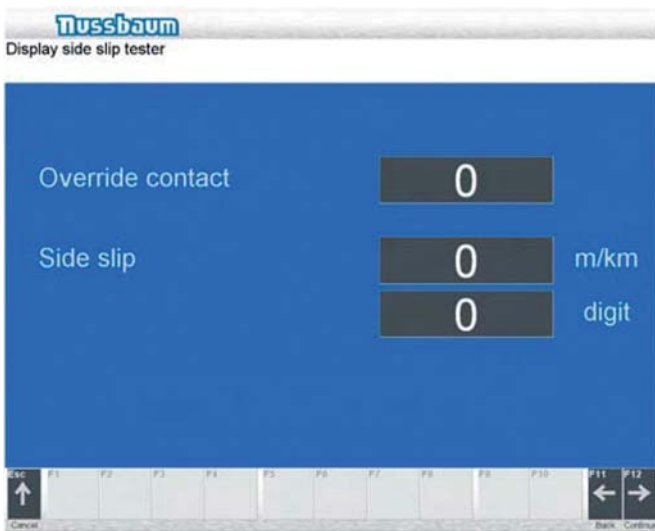 nussbaum
Display side slip tester
Override contact 0
Side slip 0 m/km
0 digit
Esc F1 F2 F3 F4 F5 F6 F7 F8 F9 F10 F11 F12
Cancel Back Continue